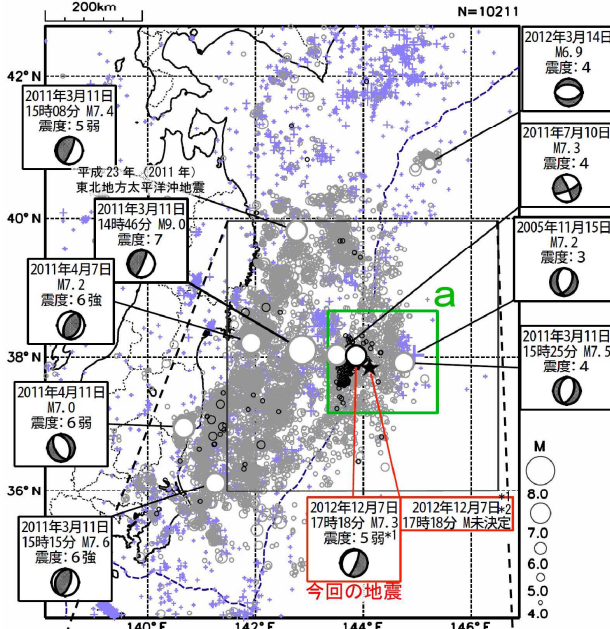 200km
N=10211
42°N
40°N
38°N
36°N
140°E
142°E
144°E
146°E
2011年3月11日
15時08分 M7.4
震度:5弱
平成23年(2011年)
東北地方太平洋沖地震
2011年3月11日
14時46分 M9.0
震度:7
2011年4月7日
M7.2
震度:6強
2011年4月11日
M7.0
震度:6弱
2011年3月11日
15時15分 M7.6
震度:6強
2012年3月14日
M6.9
震度:4
2011年7月10日
M7.3
震度:4
2005年11月15日
M7.2
震度:3
2011年3月11日
15時25分 M7.5
震度:4
a
2012年12月7日
17時18分 M7.3
震度:5弱*1
今回の地震
2012年12月7日*1
17時18分 M未決定*2
M
8.0
7.0
6.0
5.0
4.0